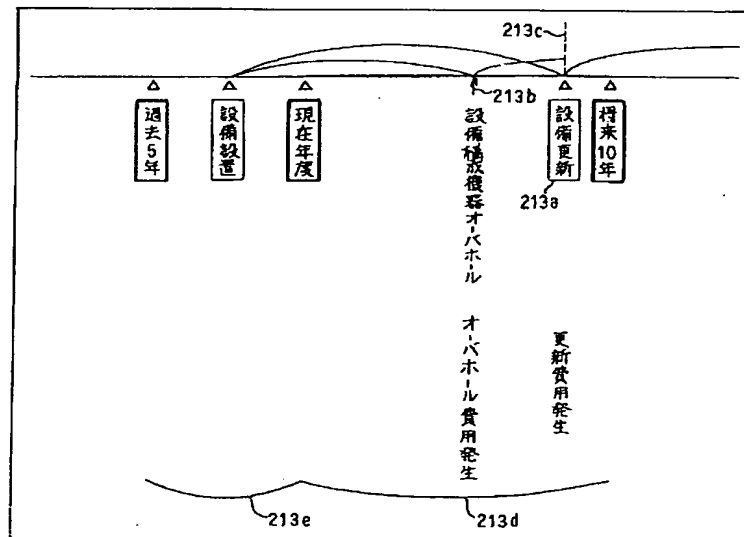 213c
213b
過去5年
設備設置
現在年度
設備構成機器オーバホール
設備更新
将来10年
213a
オーバホール費用発生
更新費用発生
213e
213d